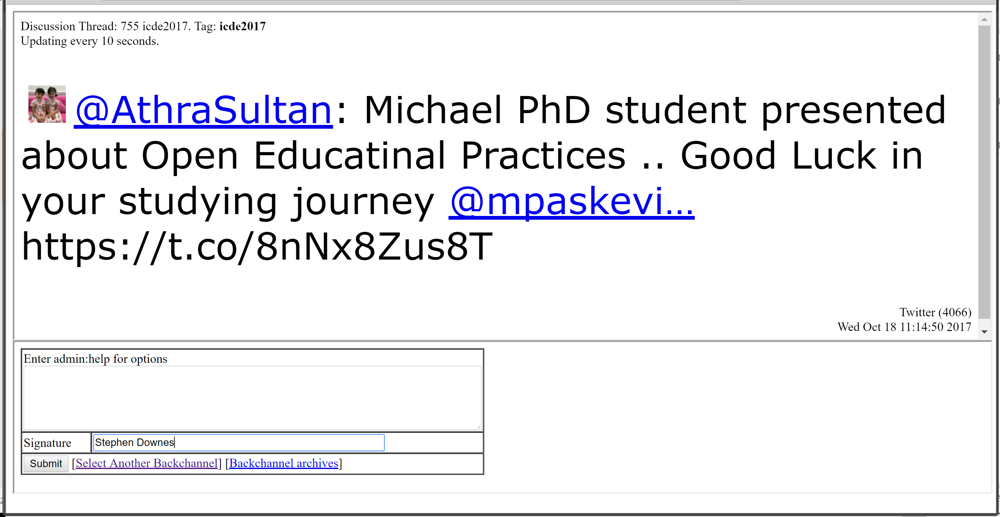 Discussion Thread: 755 icde2017. Tag: icde2017
Updating every 10 seconds.
@AthraSultan: Michael PhD student presented
about Open Educatinal Practices .. Good Luck in
your studying journey @mpaskevi…
https://t.co/8nNx8Zus8T
Twitter (4066)
Wed Oct 18 11:14:50 2017
Enter admin:help for options
Signature Stephen Downes
Submit [Select Another Backchannel] [Backchannel archives]